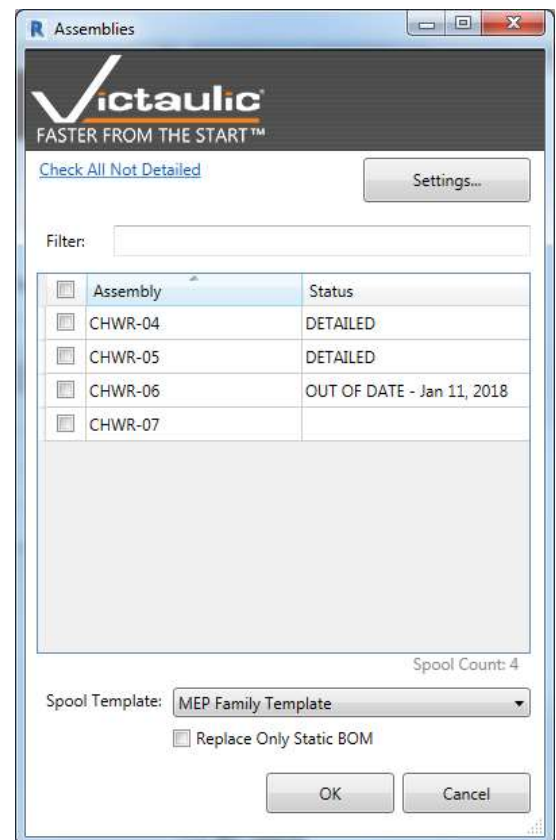 Assemblies
Victaulic
FASTER FROM THE START™
Check All Not Detailed
Settings...
Filter:
Assembly Status
CHWR-04 DETAILED
CHWR-05 DETAILED
CHWR-06 OUT OF DATE - Jan 11, 2018
CHWR-07
Spool Count: 4
Spool Template: MEP Family Template
Replace Only Static BOM
OK Cancel